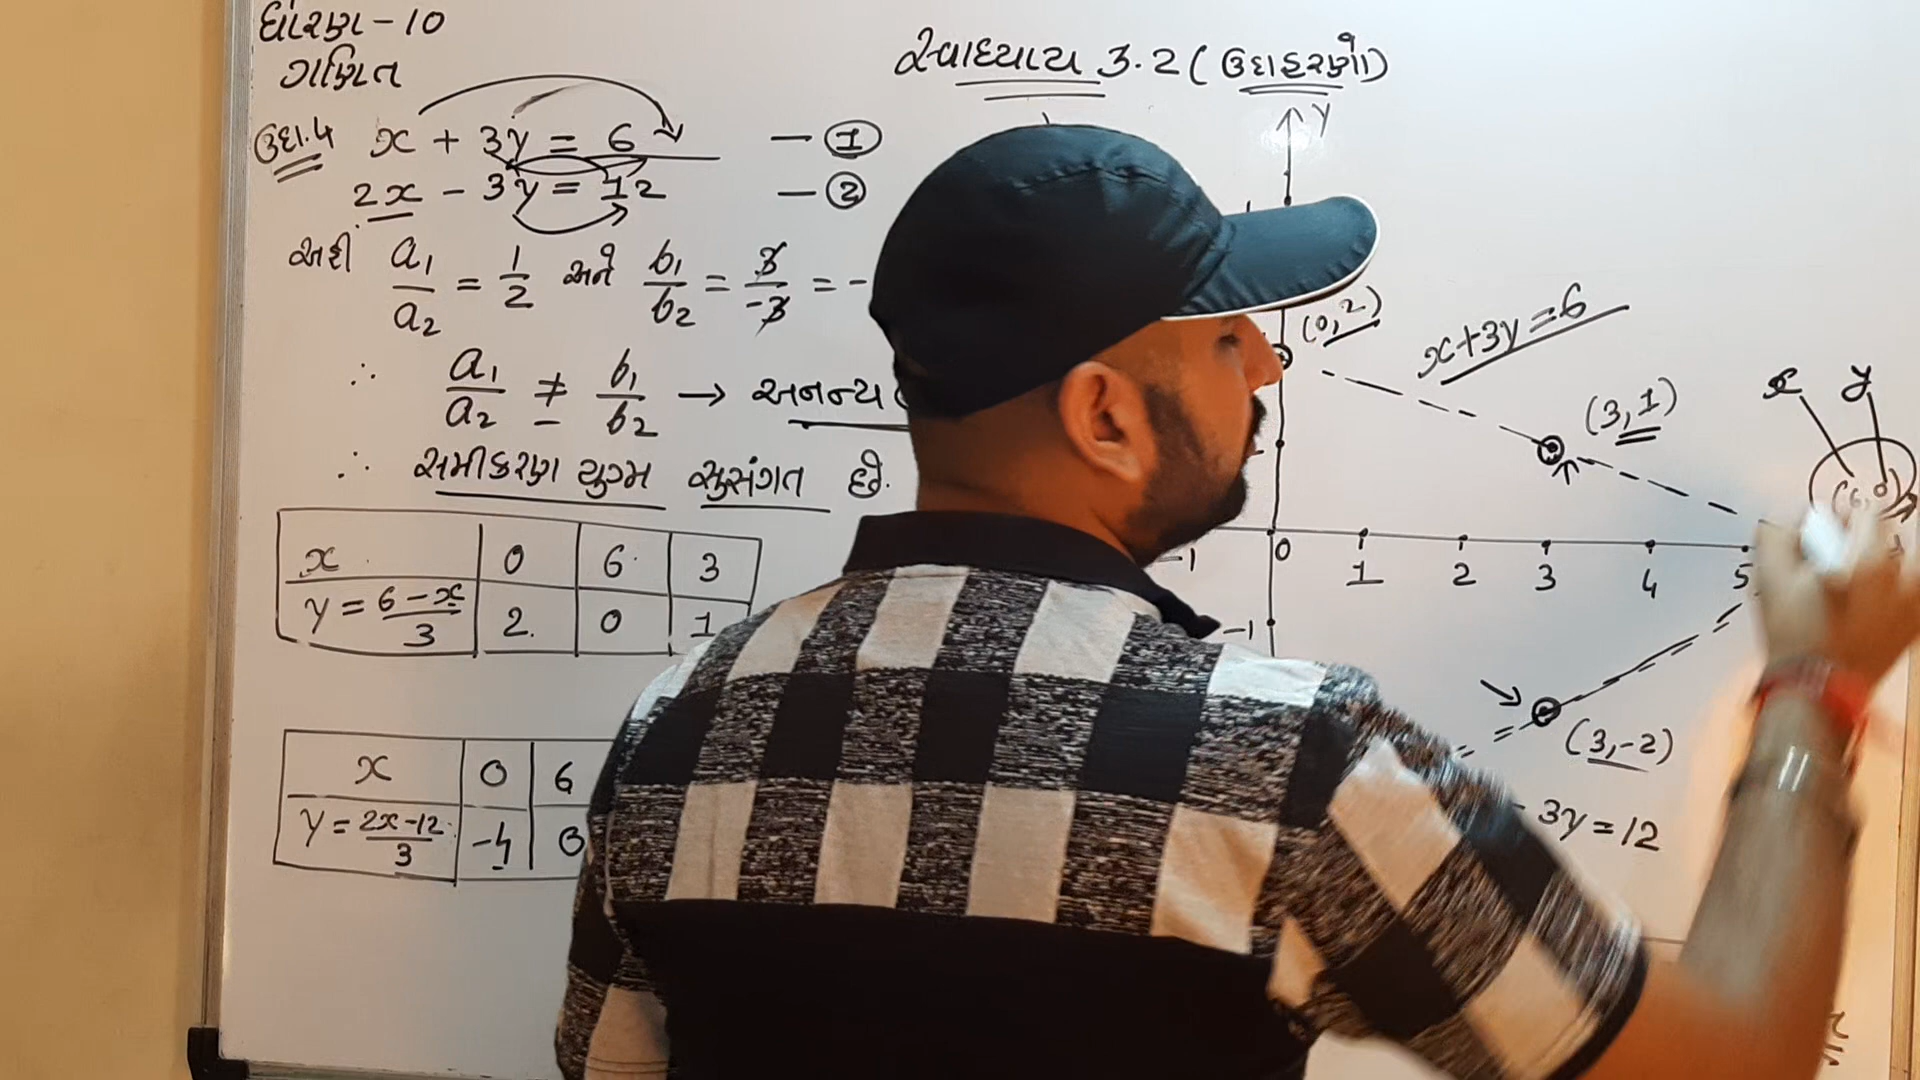 ધોરણ - 10
ગણિત
સ્વાધ્યાય 3.2 ( ઉદાહરણો )
ઉદા.4 x + 3y = 6 — ①
2x - 3y = 12 — ②
અહીં a₁/a₂ = 1/2 અને b₁/b₂ = 3/-3 = -
∴ a₁/a₂ ≠ b₁/b₂ → અનન્ય
∴ સમીકરણ યુગ્મ સુસંગત છે.
x 0 6 3
y = 6-x/3 2 0 1
x 0 6
y = 2x-12/3 -4 0
Y
(0,2)
x+3y=6
(3,1)
x y
(6,0)
-1 0 1 2 3 4 5
-1
(3,-2)
- 3y = 12